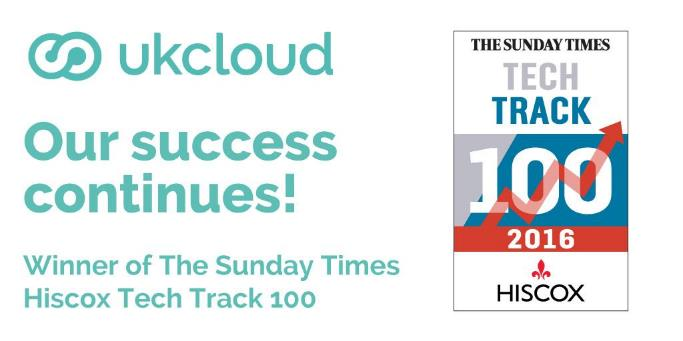 ukcloud
Our success
continues!
Winner of The Sunday Times
Hiscox Tech Track 100
THE SUNDAY TIMES
TECH
TRACK
100
2016
HISCOX